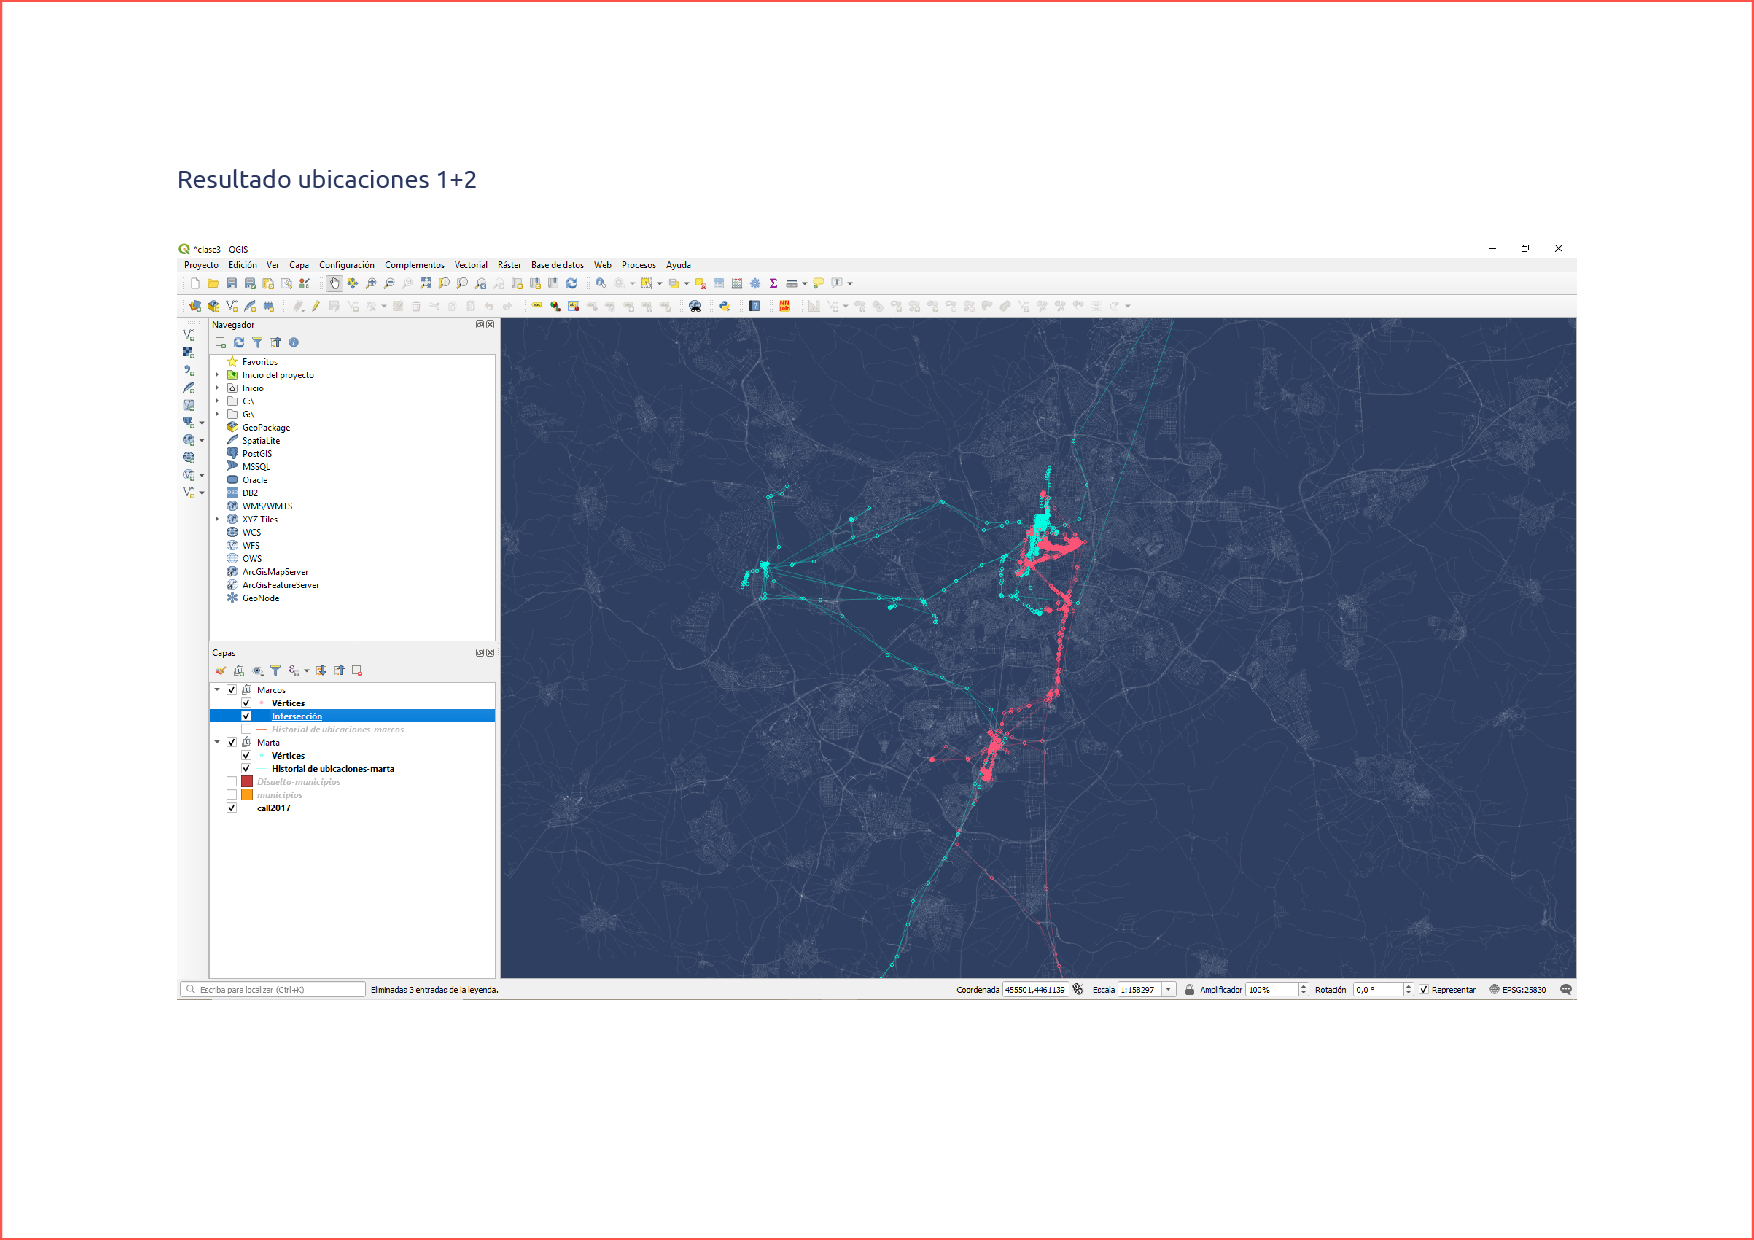 Resultado ubicaciones 1+2
*clase3 - QGIS
Proyecto Edición Ver Capa Configuración Complementos Vectorial Ráster Base de datos Web Procesos Ayuda
Navegador
Favoritos
Inicio del proyecto
Inicio
C:\
G:\
GeoPackage
SpatiaLite
PostGIS
MSSQL
Oracle
DB2
WMS/WMTS
XYZ Tiles
WCS
WFS
OWS
ArcGisMapServer
ArcGisFeatureServer
GeoNode
Capas
Marcos
Vértices
Intersección
Historial de ubicaciones-marcos
Marta
Vértices
Historial de ubicaciones-marta
Disuelto-municipios
municipios
call2017
Escriba para localizar (Ctrl+K) Eliminadas 3 entradas de la leyenda. Coordenada 455501,4461139 Escala 1:158297 Amplificador 100% Rotación 0,0 ° Representar EPSG:25830